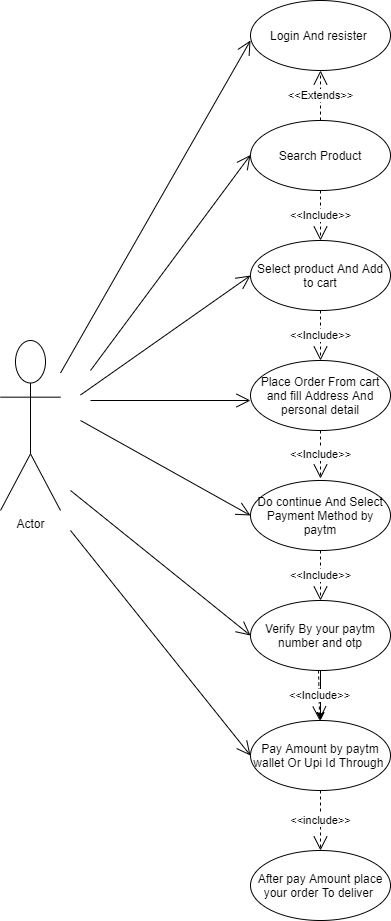 Login And resister
<<Extends>>
Search Product
<<Include>>
Select product And Add
to cart
<<Include>>
Place Order From cart
and fill Address And
personal detail
<<Include>>
Do continue And Select
Payment Method by
paytm
Actor
<<Include>>
Verify By your paytm
number and otp
<<Include>>
Pay Amount by paytm
wallet Or Upi Id Through
<<include>>
After pay Amount place
your order To deliver